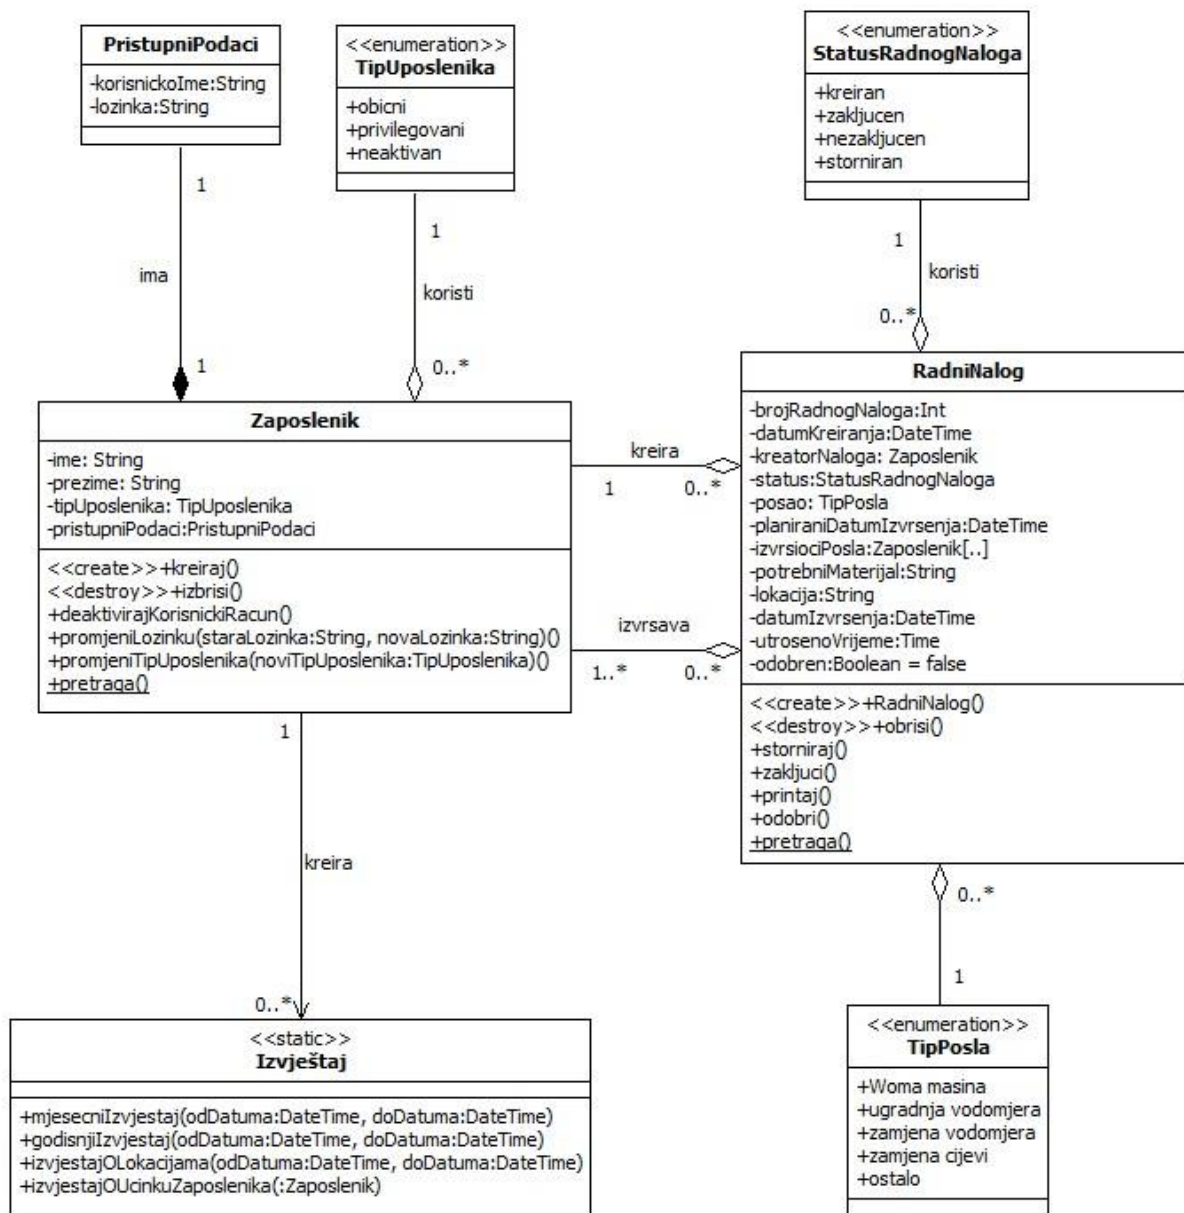 PristupniPodaci
-korisnickoIme:String
-lozinka:String
<<enumeration>>
TipUposlenika
+obicni
+privilegovani
+neaktivan
<<enumeration>>
StatusRadnogNaloga
+kreiran
+zakljucen
+nezakljucen
+storniran
1
ima
1
1
koristi
0..*
1
koristi
0..*
Zaposlenik
-ime: String
-prezime: String
-tipUposlenika: TipUposlenika
-pristupniPodaci:PristupniPodaci
<<create>>+kreiraj()
<<destroy>>+izbrisi()
+deaktivirajKorisnickiRacun()
+promjeniLozinku(staraLozinka:String, novaLozinka:String)()
+promjeniTipUposlenika(noviTipUposlenika:TipUposlenika)()
+pretraga()
kreira
1
0..*
izvrsava
1..*
0..*
RadniNalog
-brojRadnogNaloga:Int
-datumKreiranja:DateTime
-kreatorNaloga: Zaposlenik
-status:StatusRadnogNaloga
-posao: TipPosla
-planiraniDatumIzvrsenja:DateTime
-izvrsiociPosla:Zaposlenik[..]
-potrebniMaterijal:String
-lokacija:String
-datumIzvrsenja:DateTime
-utrosenoVrijeme:Time
-odobren:Boolean = false
<<create>>+RadniNalog()
<<destroy>>+obrisi()
+storniraj()
+zakljuci()
+printaj()
+odobri()
+pretraga()
1
kreira
0..*
0..*
1
<<static>>
Izvještaj
+mjesecniIzvjestaj(odDatuma:DateTime, doDatuma:DateTime)
+godisnjiIzvjestaj(odDatuma:DateTime, doDatuma:DateTime)
+izvjestajOLokacijama(odDatuma:DateTime, doDatuma:DateTime)
+izvjestajOUcinkuZaposlenika(:Zaposlenik)
<<enumeration>>
TipPosla
+Woma masina
+ugradnja vodomjera
+zamjena vodomjera
+zamjena cijevi
+ostalo